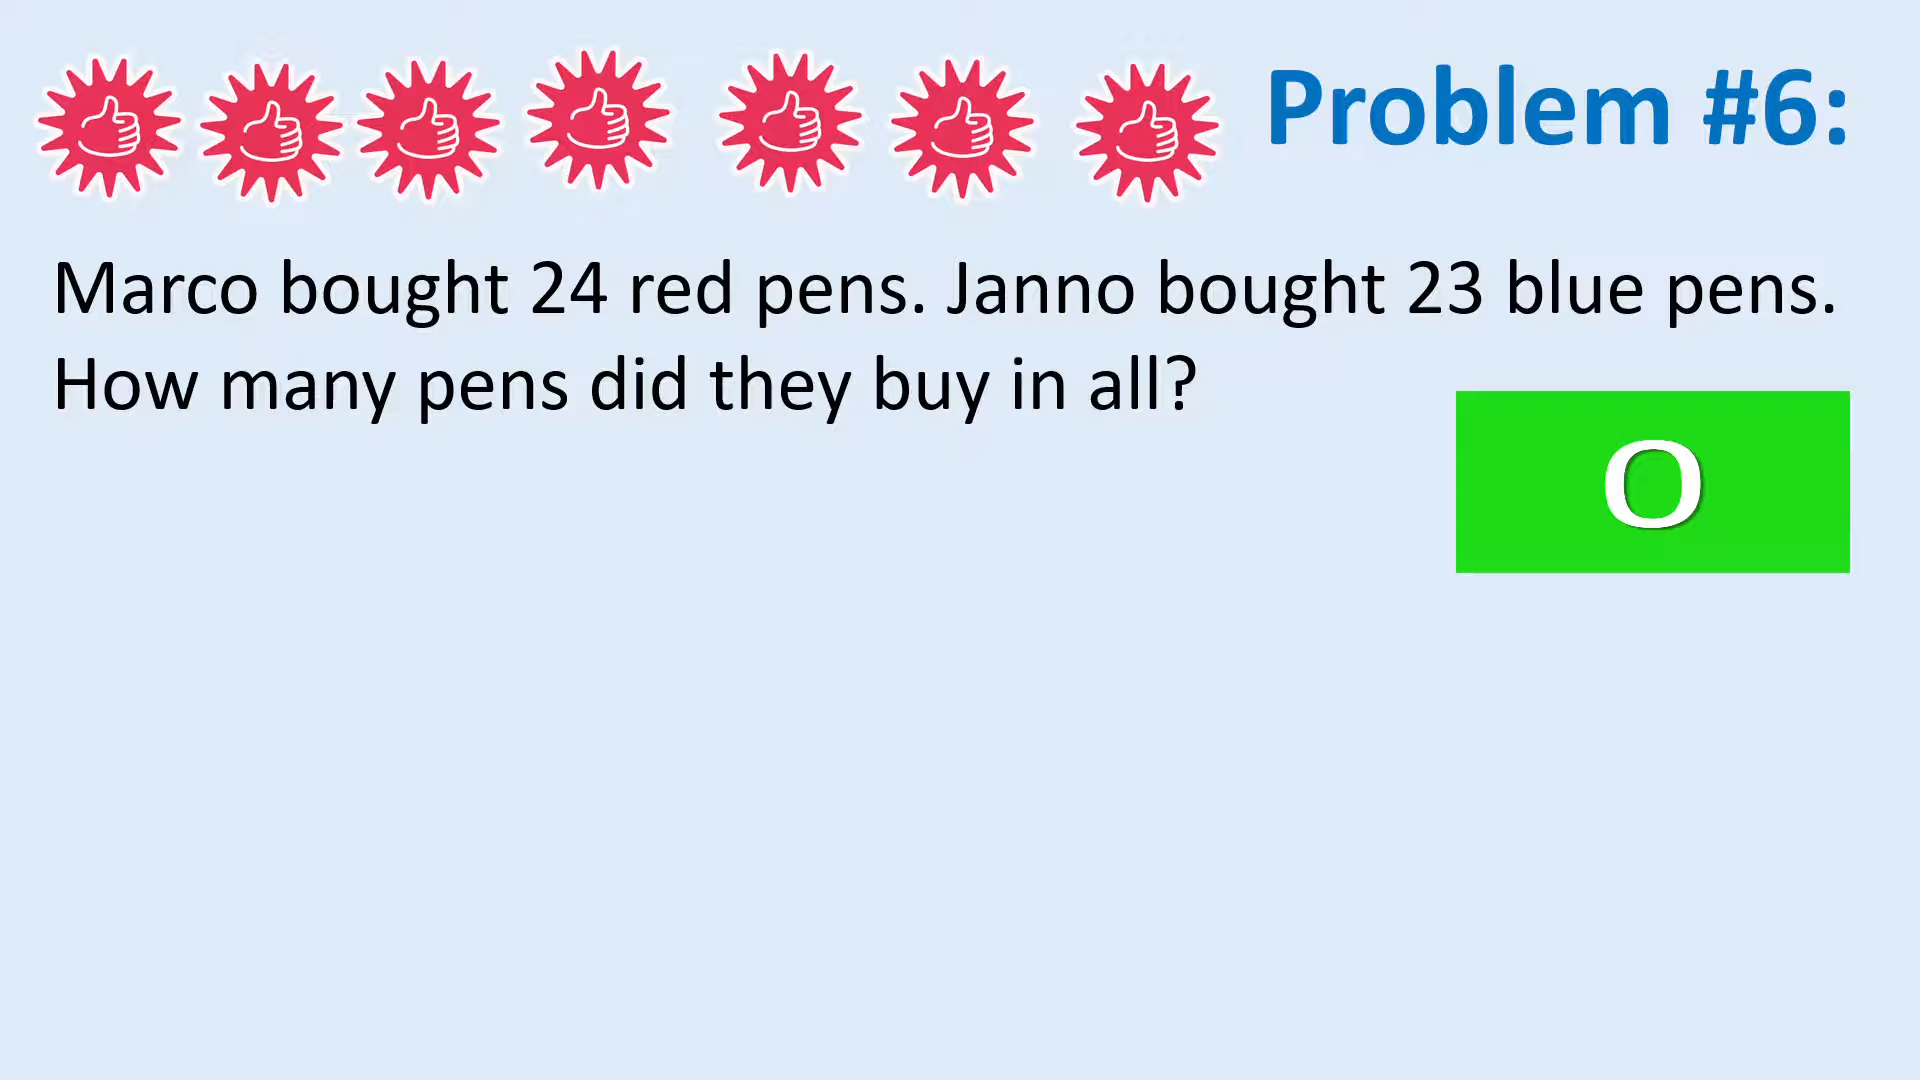 Problem #6:
Marco bought 24 red pens. Janno bought 23 blue pens.
How many pens did they buy in all?
O